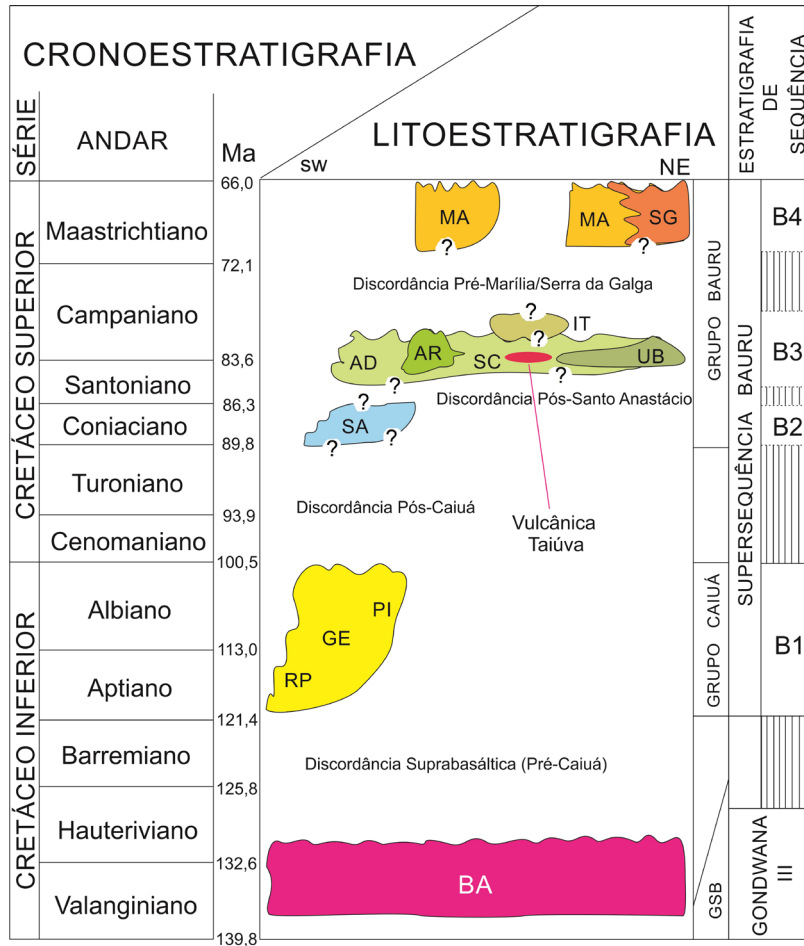 CRONOESTRATIGRAFIA
SÉRIE
ANDAR
Ma
LITOESTRATIGRAFIA
SW
NE
ESTRATIGRAFIA
DE
SEQUÊNCIA
66,0
CRETÁCEO SUPERIOR
Maastrichtiano
MA
?
MA
SG
?
GRUPO BAURU
B4
72,1
Discordância Pré-Marília/Serra da Galga
Campaniano
?
IT
?
AD
AR
SC
UB
?
?
SUPERSEQUÊNCIA BAURU
B3
83,6
Santoniano
Discordância Pós-Santo Anastácio
86,3
?
Coniaciano
SA
?
?
B2
89,8
Turoniano
Discordância Pós-Caiuá
Vulcânica
Taiúva
93,9
Cenomaniano
100,5
CRETÁCEO INFERIOR
Albiano
PI
GE
RP
GRUPO CAIUÁ
B1
113,0
Aptiano
121,4
Barremiano
Discordância Suprabasáltica (Pré-Caiuá)
125,8
Hauteriviano
132,6
BA
GSB
GONDWANA
III
Valanginiano
139,8